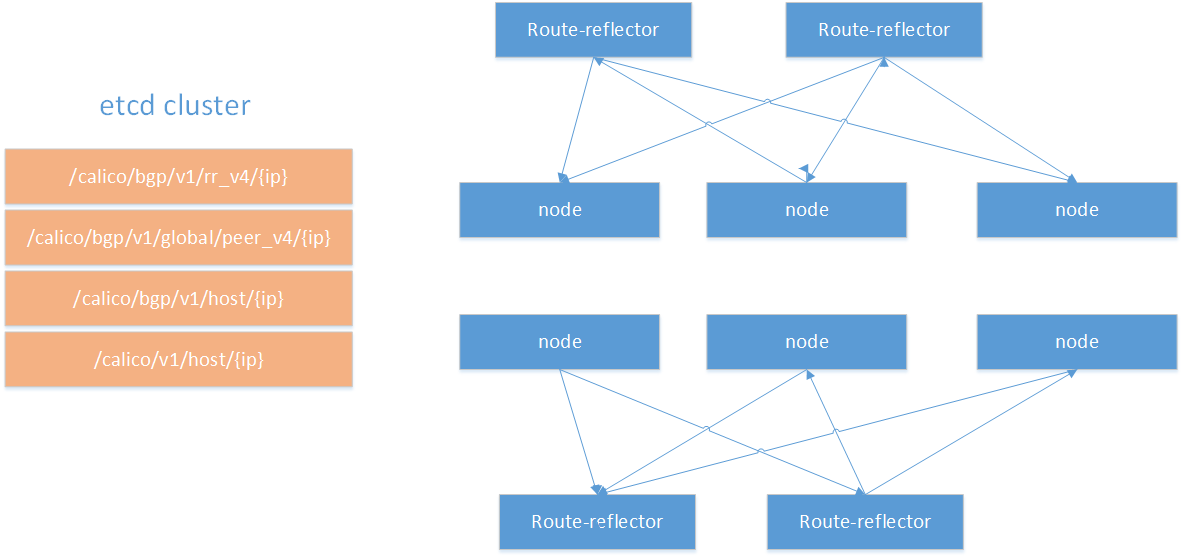 etcd cluster
/calico/bgp/v1/rr_v4/{ip}
/calico/bgp/v1/global/peer_v4/{ip}
/calico/bgp/v1/host/{ip}
/calico/v1/host/{ip}
Route-reflector
Route-reflector
node
node
node
node
node
node
Route-reflector
Route-reflector